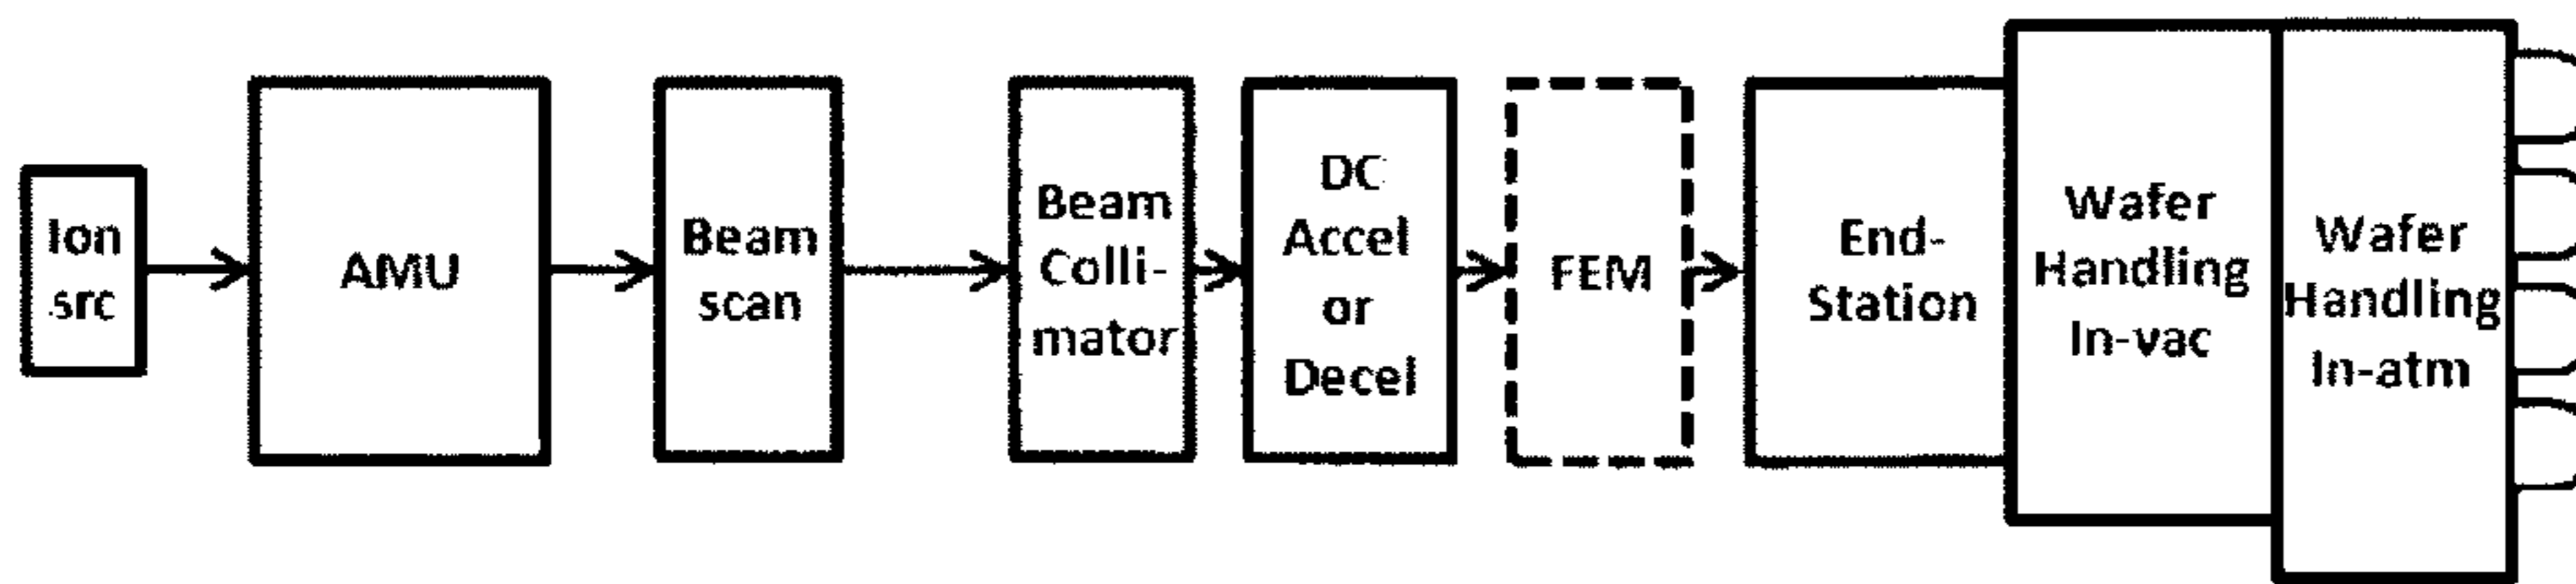 Ion
src
AMU
Beam
scan
Beam
Colli-
mator
DC
Accel
or
Decel
FEM
End-
Station
Wafer
Handling
In-vac
Wafer
Handling
In-atm